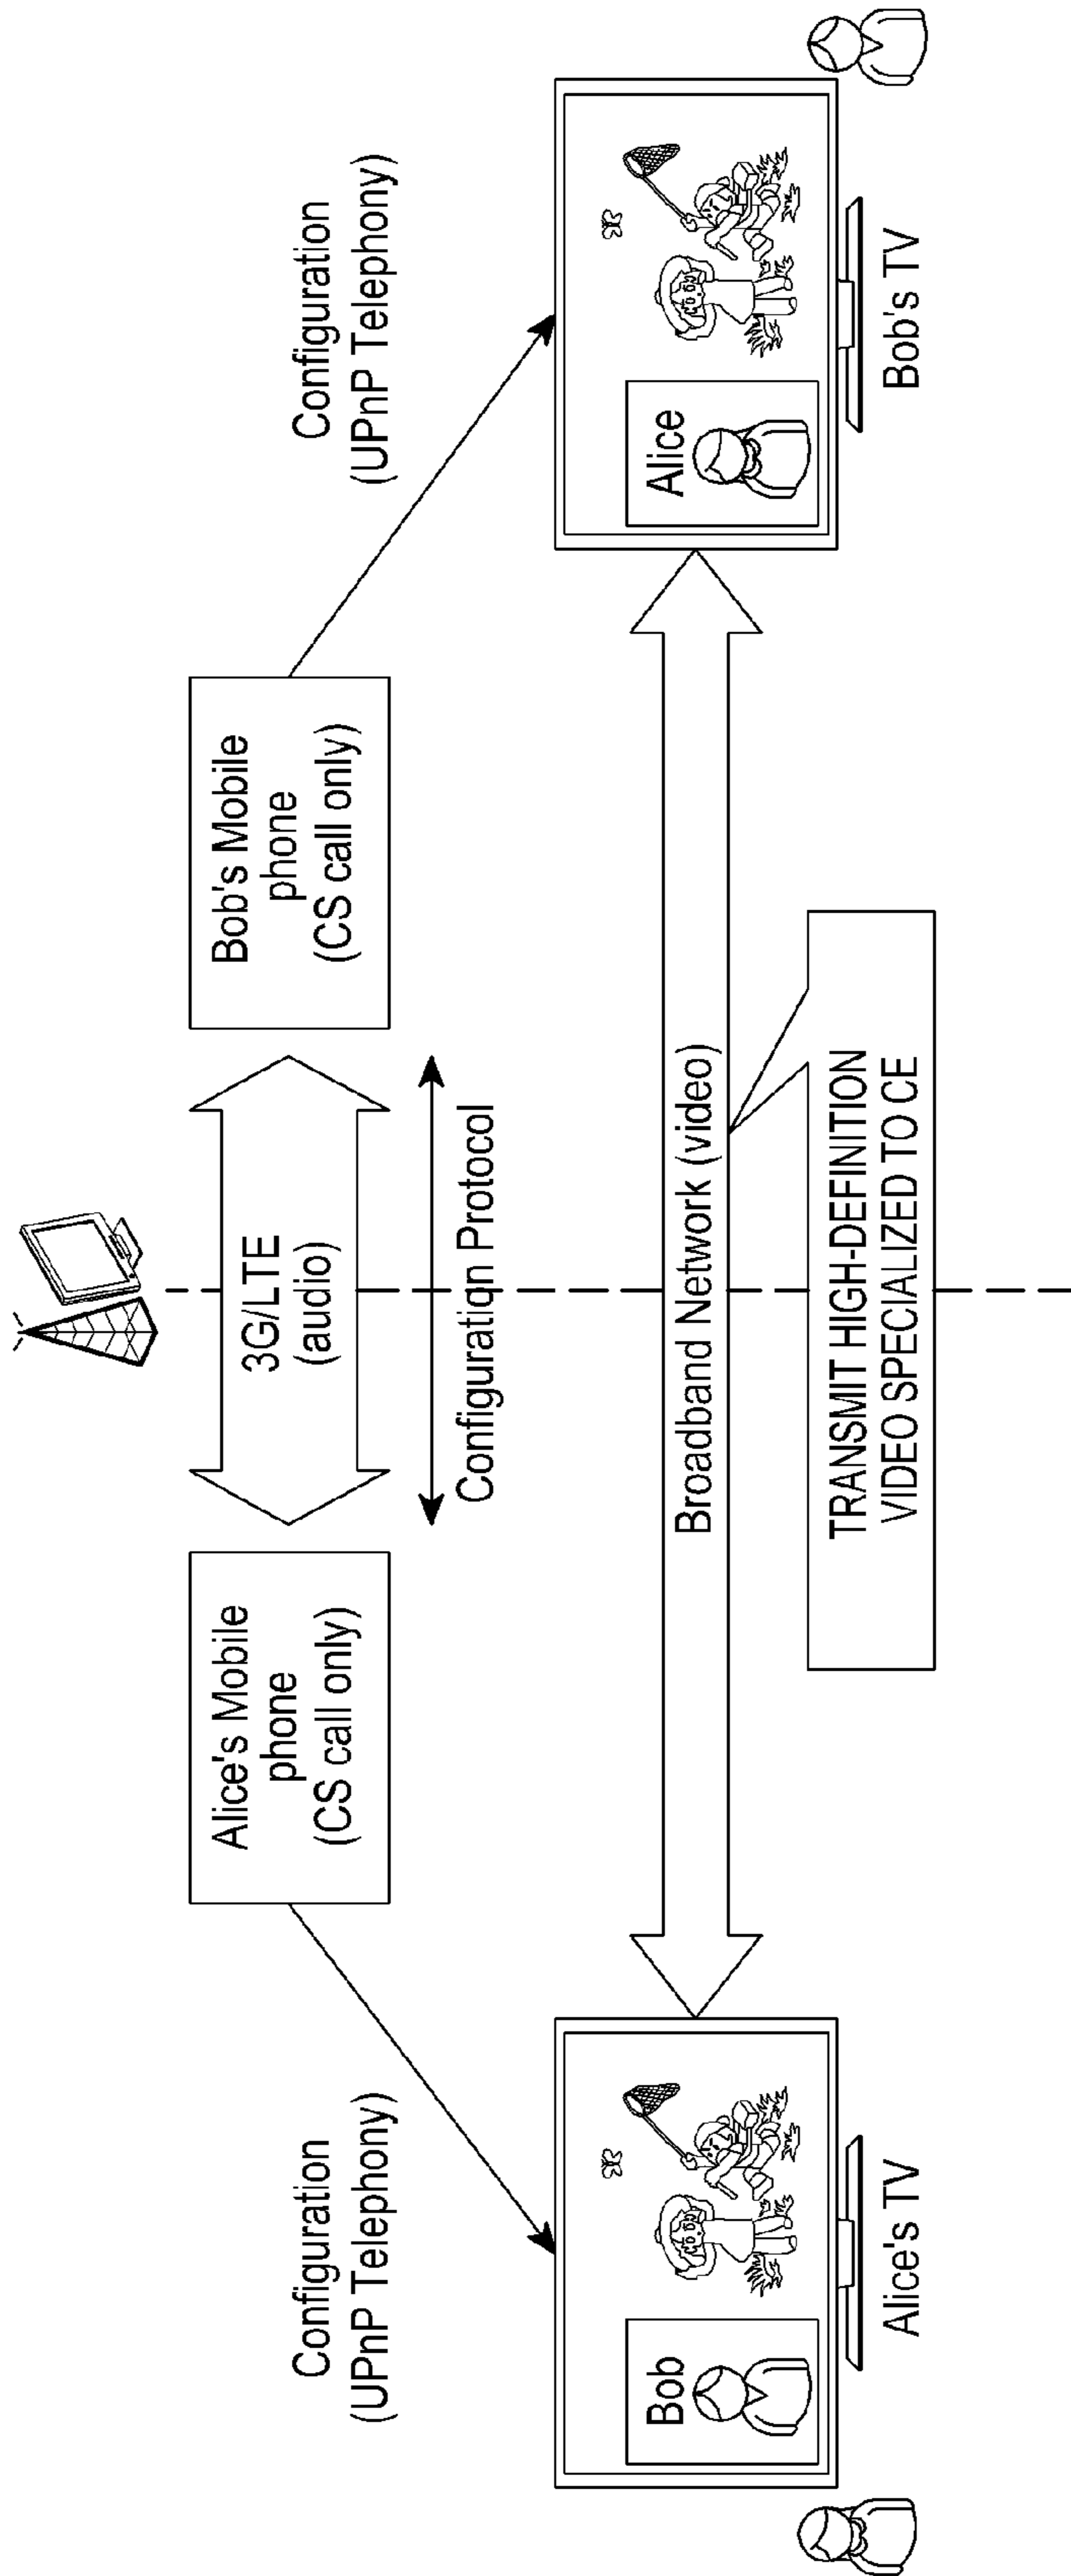 3G/LTE
(audio)
Alice's Mobile
phone
(CS call only)
Bob's Mobile
phone
(CS call only)
Configuration Protocol
Configuration
(UPnP Telephony)
Configuration
(UPnP Telephony)
Broadband Network (video)
Bob
Alice
TRANSMIT HIGH-DEFINITION
VIDEO SPECIALIZED TO CE
Alice's TV
Bob's TV